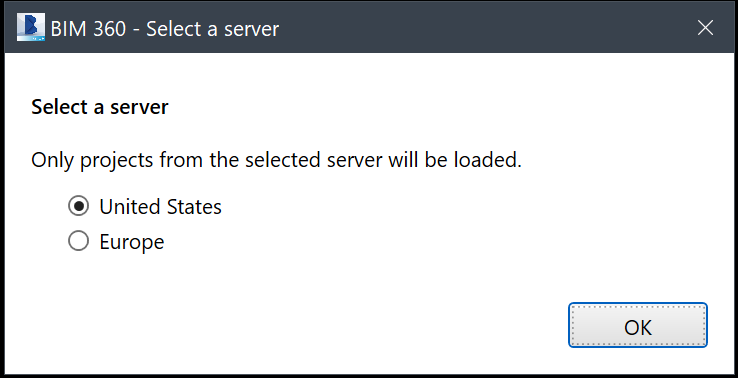 BIM 360 - Select a server
Select a server
Only projects from the selected server will be loaded.
United States
Europe
OK